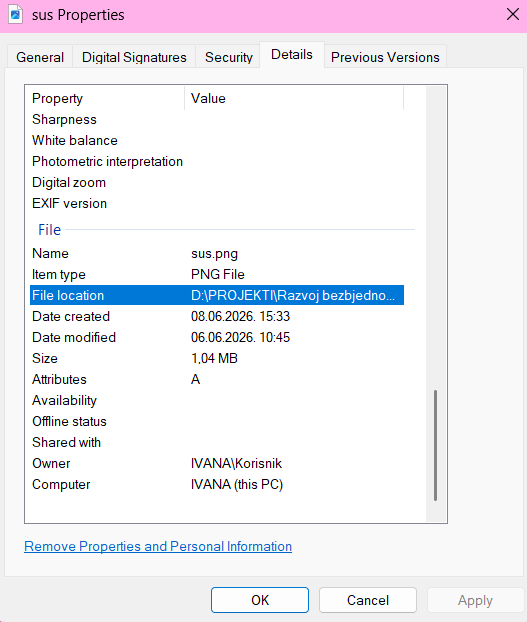 sus Properties
General Digital Signatures Security Details Previous Versions
Property Value
Sharpness
White balance
Photometric interpretation
Digital zoom
EXIF version
File
Name sus.png
Item type PNG File
File location D:\PROJEKTI\Razvoj bezbjedno...
Date created 08.06.2026. 15:33
Date modified 06.06.2026. 10:45
Size 1,04 MB
Attributes A
Availability
Offline status
Shared with
Owner IVANA\Korisnik
Computer IVANA (this PC)
Remove Properties and Personal Information
OK Cancel Apply